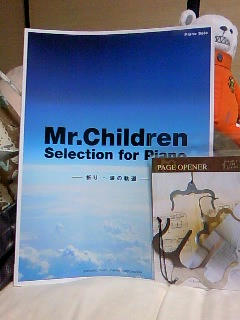 Piano Solo
Mr.Children
Selection for Piano
祈り ~涙の軌道
PAGE OPENER